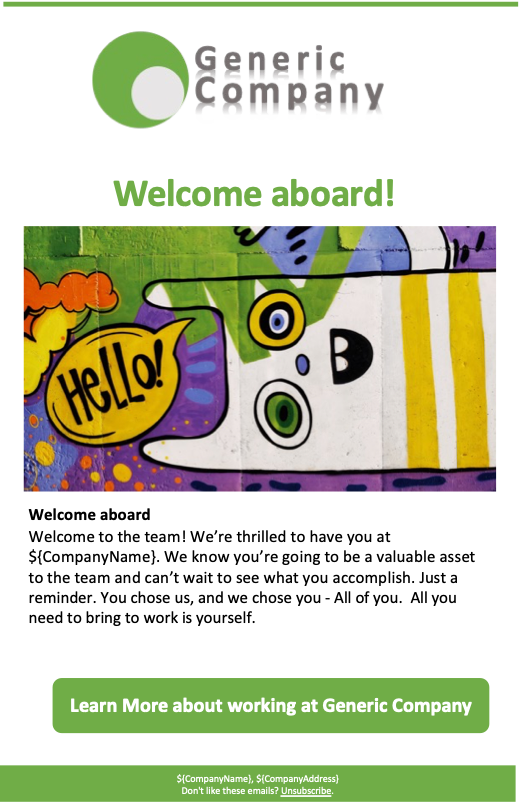 Generic
Company
Welcome aboard!
Hello!
Welcome aboard
Welcome to the team! We’re thrilled to have you at
${CompanyName}. We know you’re going to be a valuable asset
to the team and can’t wait to see what you accomplish. Just a
reminder. You chose us, and we chose you - All of you.  All you
need to bring to work is yourself.
Learn More about working at Generic Company
${CompanyName}, ${CompanyAddress}
Don't like these emails? Unsubscribe.